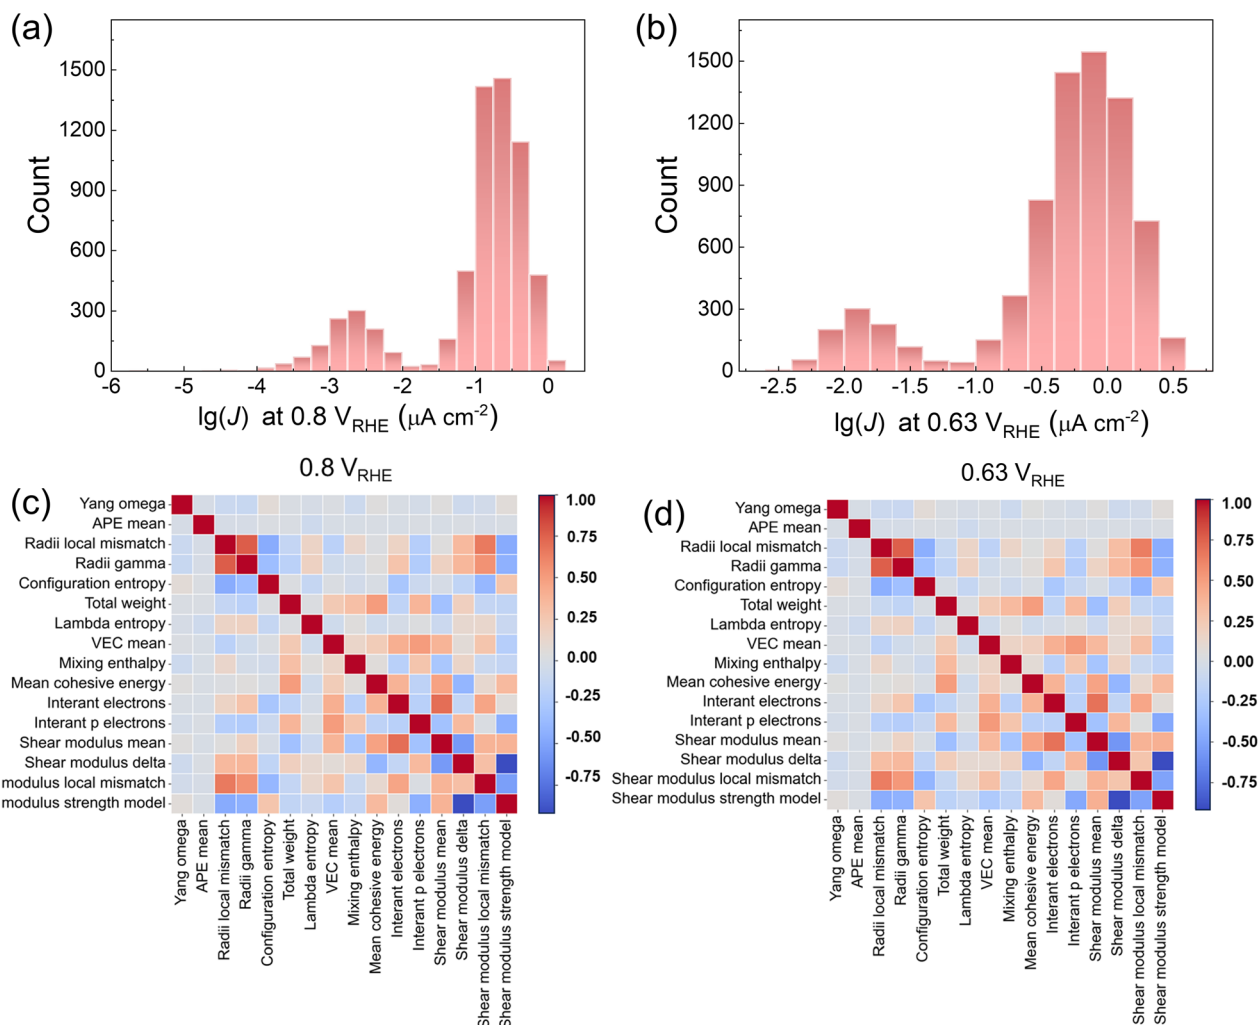 (a)
1500
1200
900
600
300
0
Count
-6 -5 -4 -3 -2 -1 0
lg(J) at 0.8 V_RHE (μA cm⁻²)
(b)
1500
1200
900
600
300
0
Count
-2.5 -2.0 -1.5 -1.0 -0.5 0.0 0.5
lg(J) at 0.63 V_RHE (μA cm⁻²)
(c)
0.8 V_RHE
Yang omega
APE mean
Radii local mismatch
Radii gamma
Configuration entropy
Total weight
Lambda entropy
VEC mean
Mixing enthalpy
Mean cohesive energy
Interant electrons
Interant p electrons
Shear modulus mean
Shear modulus delta
modulus local mismatch
modulus strength model
Yang omega
APE mean
Radii local mismatch
Radii gamma
Configuration entropy
Total weight
Lambda entropy
VEC mean
Mixing enthalpy
Mean cohesive energy
Interant electrons
Interant p electrons
Shear modulus mean
Shear modulus delta
Shear modulus local mismatch
Shear modulus strength model
1.00
0.75
0.50
0.25
0.00
-0.25
-0.50
-0.75
(d)
0.63 V_RHE
Yang omega
APE mean
Radii local mismatch
Radii gamma
Configuration entropy
Total weight
Lambda entropy
VEC mean
Mixing enthalpy
Mean cohesive energy
Interant electrons
Interant p electrons
Shear modulus mean
Shear modulus delta
Shear modulus local mismatch
Shear modulus strength model
Yang omega
APE mean
Radii local mismatch
Radii gamma
Configuration entropy
Total weight
Lambda entropy
VEC mean
Mixing enthalpy
Mean cohesive energy
Interant electrons
Interant p electrons
Shear modulus mean
Shear modulus delta
Shear modulus local mismatch
Shear modulus strength model
1.00
0.75
0.50
0.25
0.00
-0.25
-0.50
-0.75